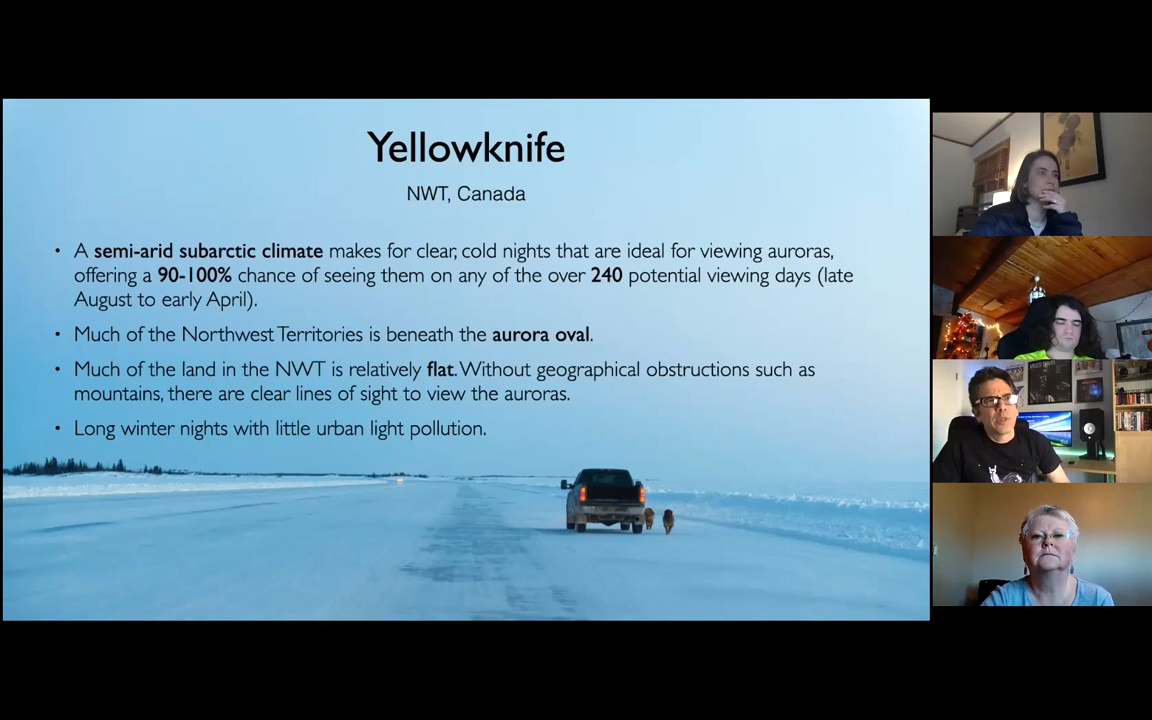 Yellowknife
NWT, Canada
• A semi-arid subarctic climate makes for clear, cold nights that are ideal for viewing auroras,
offering a 90-100% chance of seeing them on any of the over 240 potential viewing days (late
August to early April).
• Much of the Northwest Territories is beneath the aurora oval.
• Much of the land in the NWT is relatively flat. Without geographical obstructions such as
mountains, there are clear lines of sight to view the auroras.
• Long winter nights with little urban light pollution.